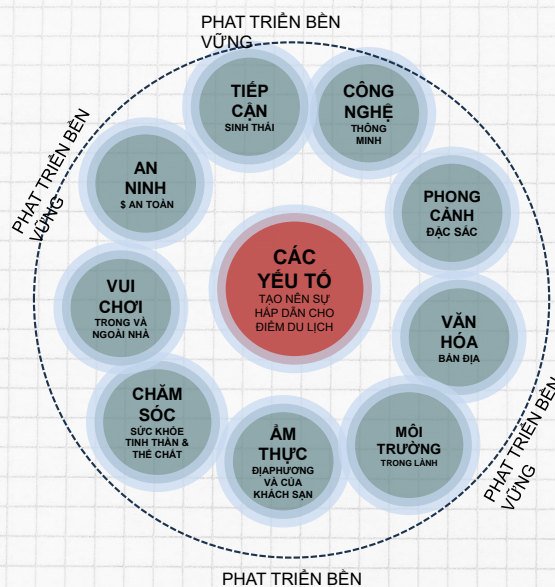 PHAT TRIỂN BỀN
VỮNG
TIẾP
CẬN
SINH THÁI
CÔNG
NGHỆ
THÔNG
MINH
PHAT TRIỂN BỀN
VỮNG
AN
NINH
$ AN TOÀN
PHONG
CẢNH
ĐẶC SẮC
CÁC
YẾU TỐ
TẠO NÊN SỰ
HẤP DẪN CHO
ĐIỂM DU LỊCH
VUI
CHƠI
TRONG VÀ
NGOÀI NHÀ
VĂN
HÓA
BẢN ĐỊA
CHĂM
SÓC
SỨC KHỎE
TINH THẦN &
THỂ CHẤT
ẨM
THỰC
ĐỊAPHƯƠNG
VÀ CỦA
KHÁCH SẠN
MÔI
TRƯỜNG
TRONG LÀNH
PHAT TRIỂN BỀN
VỮNG
PHAT TRIỂN BỀN